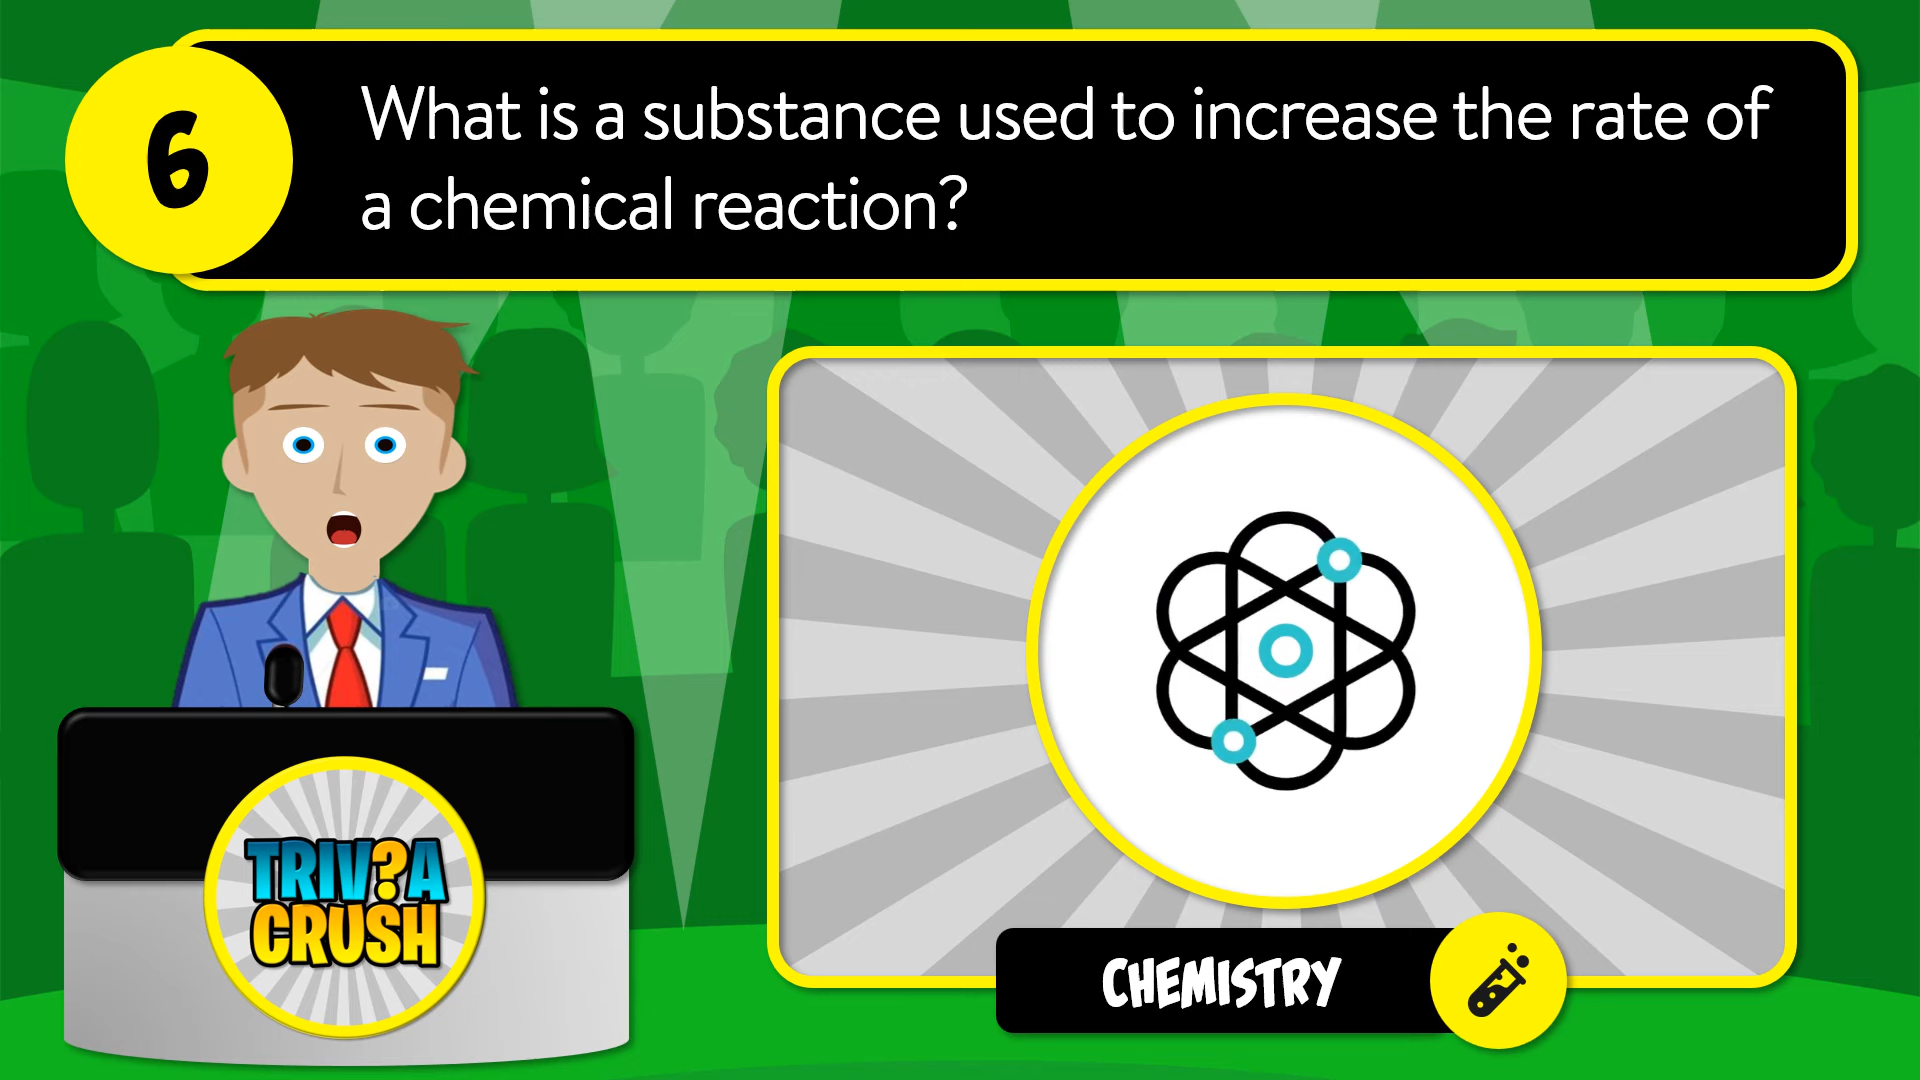 6
What is a substance used to increase the rate of
a chemical reaction?
TRIV?A
CRUSH
CHEMISTRY